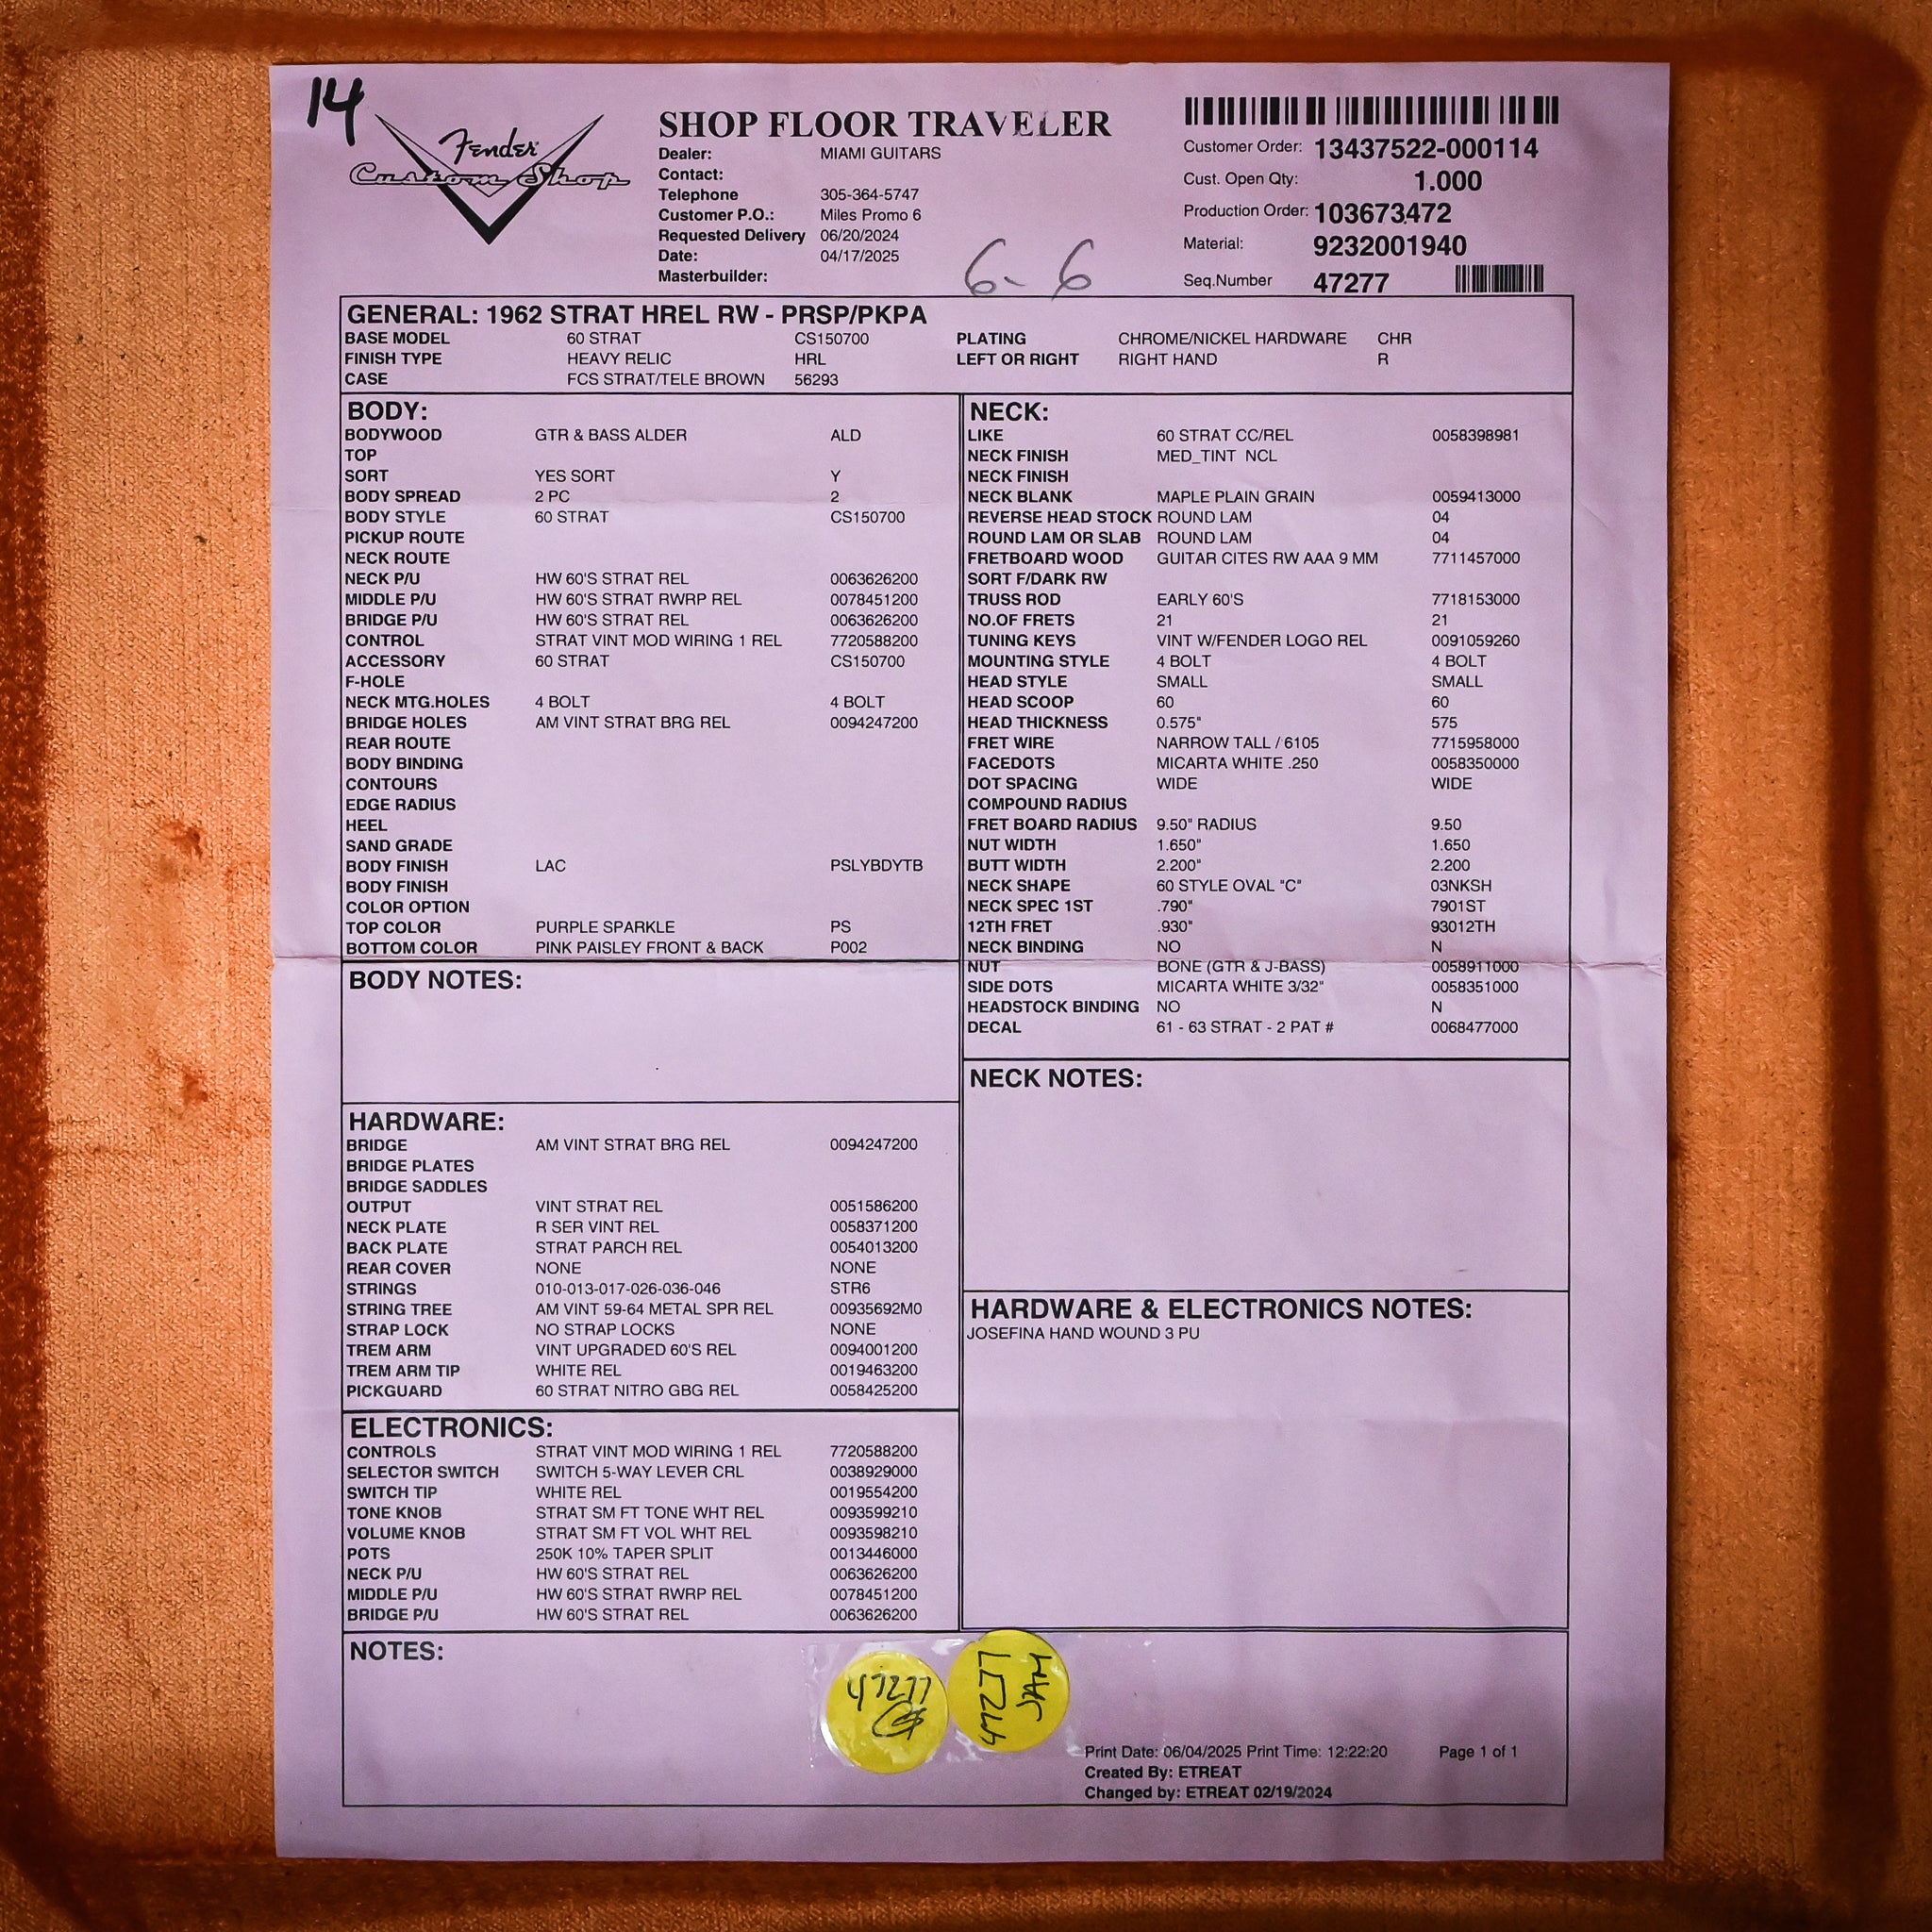 14
Fender
Custom Shop
SHOP FLOOR TRAVELER
Dealer: MIAMI GUITARS
Contact:
Telephone 305-364-5747
Customer P.O.: Miles Promo 6
Requested Delivery 06/20/2024
Date: 04/17/2025
Masterbuilder:
6-6
Customer Order: 13437522-000114
Cust. Open Qty: 1.000
Production Order: 103673472
Material: 9232001940
Seq.Number 47277
GENERAL: 1962 STRAT HREL RW - PRSP/PKPA
BASE MODEL 60 STRAT CS150700 PLATING CHROME/NICKEL HARDWARE CHR
FINISH TYPE HEAVY RELIC HRL LEFT OR RIGHT RIGHT HAND R
CASE FCS STRAT/TELE BROWN 56293
BODY:
BODYWOOD GTR & BASS ALDER ALD
TOP
SORT YES SORT Y
BODY SPREAD 2 PC 2
BODY STYLE 60 STRAT CS150700
PICKUP ROUTE
NECK ROUTE
NECK P/U HW 60'S STRAT REL 0063626200
MIDDLE P/U HW 60'S STRAT RWRP REL 0078451200
BRIDGE P/U HW 60'S STRAT REL 0063626200
CONTROL STRAT VINT MOD WIRING 1 REL 7720588200
ACCESSORY 60 STRAT CS150700
F-HOLE
NECK MTG.HOLES 4 BOLT 4 BOLT
BRIDGE HOLES AM VINT STRAT BRG REL 0094247200
REAR ROUTE
BODY BINDING
CONTOURS
EDGE RADIUS
HEEL
SAND GRADE
BODY FINISH LAC PSLYBDYTB
BODY FINISH
COLOR OPTION
TOP COLOR PURPLE SPARKLE PS
BOTTOM COLOR PINK PAISLEY FRONT & BACK P002
BODY NOTES:
HARDWARE:
BRIDGE AM VINT STRAT BRG REL 0094247200
BRIDGE PLATES
BRIDGE SADDLES
OUTPUT VINT STRAT REL 0051586200
NECK PLATE R SER VINT REL 0058371200
BACK PLATE STRAT PARCH REL 0054013200
REAR COVER NONE NONE
STRINGS 010-013-017-026-036-046 STR6
STRING TREE AM VINT 59-64 METAL SPR REL 00935692M0
STRAP LOCK NO STRAP LOCKS NONE
TREM ARM VINT UPGRADED 60'S REL 0094001200
TREM ARM TIP WHITE REL 0019463200
PICKGUARD 60 STRAT NITRO GBG REL 0058425200
ELECTRONICS:
CONTROLS STRAT VINT MOD WIRING 1 REL 7720588200
SELECTOR SWITCH SWITCH 5-WAY LEVER CRL 0038929000
SWITCH TIP WHITE REL 0019554200
TONE KNOB STRAT SM FT TONE WHT REL 0093599210
VOLUME KNOB STRAT SM FT VOL WHT REL 0093598210
POTS 250K 10% TAPER SPLIT 0013446000
NECK P/U HW 60'S STRAT REL 0063626200
MIDDLE P/U HW 60'S STRAT RWRP REL 0078451200
BRIDGE P/U HW 60'S STRAT REL 0063626200
NECK:
LIKE 60 STRAT CC/REL 0058398981
NECK FINISH MED_TINT NCL
NECK FINISH
NECK BLANK MAPLE PLAIN GRAIN 0059413000
REVERSE HEAD STOCK ROUND LAM 04
ROUND LAM OR SLAB ROUND LAM 04
FRETBOARD WOOD GUITAR CITES RW AAA 9 MM 7711457000
SORT F/DARK RW
TRUSS ROD EARLY 60'S 7718153000
NO.OF FRETS 21 21
TUNING KEYS VINT W/FENDER LOGO REL 0091059260
MOUNTING STYLE 4 BOLT 4 BOLT
HEAD STYLE SMALL SMALL
HEAD SCOOP 60 60
HEAD THICKNESS 0.575" 575
FRET WIRE NARROW TALL / 6105 7715958000
FACEDOTS MICARTA WHITE .250 0058350000
DOT SPACING WIDE WIDE
COMPOUND RADIUS
FRET BOARD RADIUS 9.50" RADIUS 9.50
NUT WIDTH 1.650" 1.650
BUTT WIDTH 2.200" 2.200
NECK SHAPE 60 STYLE OVAL "C" 03NKSH
NECK SPEC 1ST .790" 7901ST
12TH FRET .930" 93012TH
NECK BINDING NO N
NUT BONE (GTR & J-BASS) 0058911000
SIDE DOTS MICARTA WHITE 3/32" 0058351000
HEADSTOCK BINDING NO N
DECAL 61 - 63 STRAT - 2 PAT # 0068477000
NECK NOTES:
HARDWARE & ELECTRONICS NOTES:
JOSEFINA HAND WOUND 3 PU
NOTES:
47277
47277
Print Date: 06/04/2025 Print Time: 12:22:20 Page 1 of 1
Created By: ETREAT
Changed by: ETREAT 02/19/2024